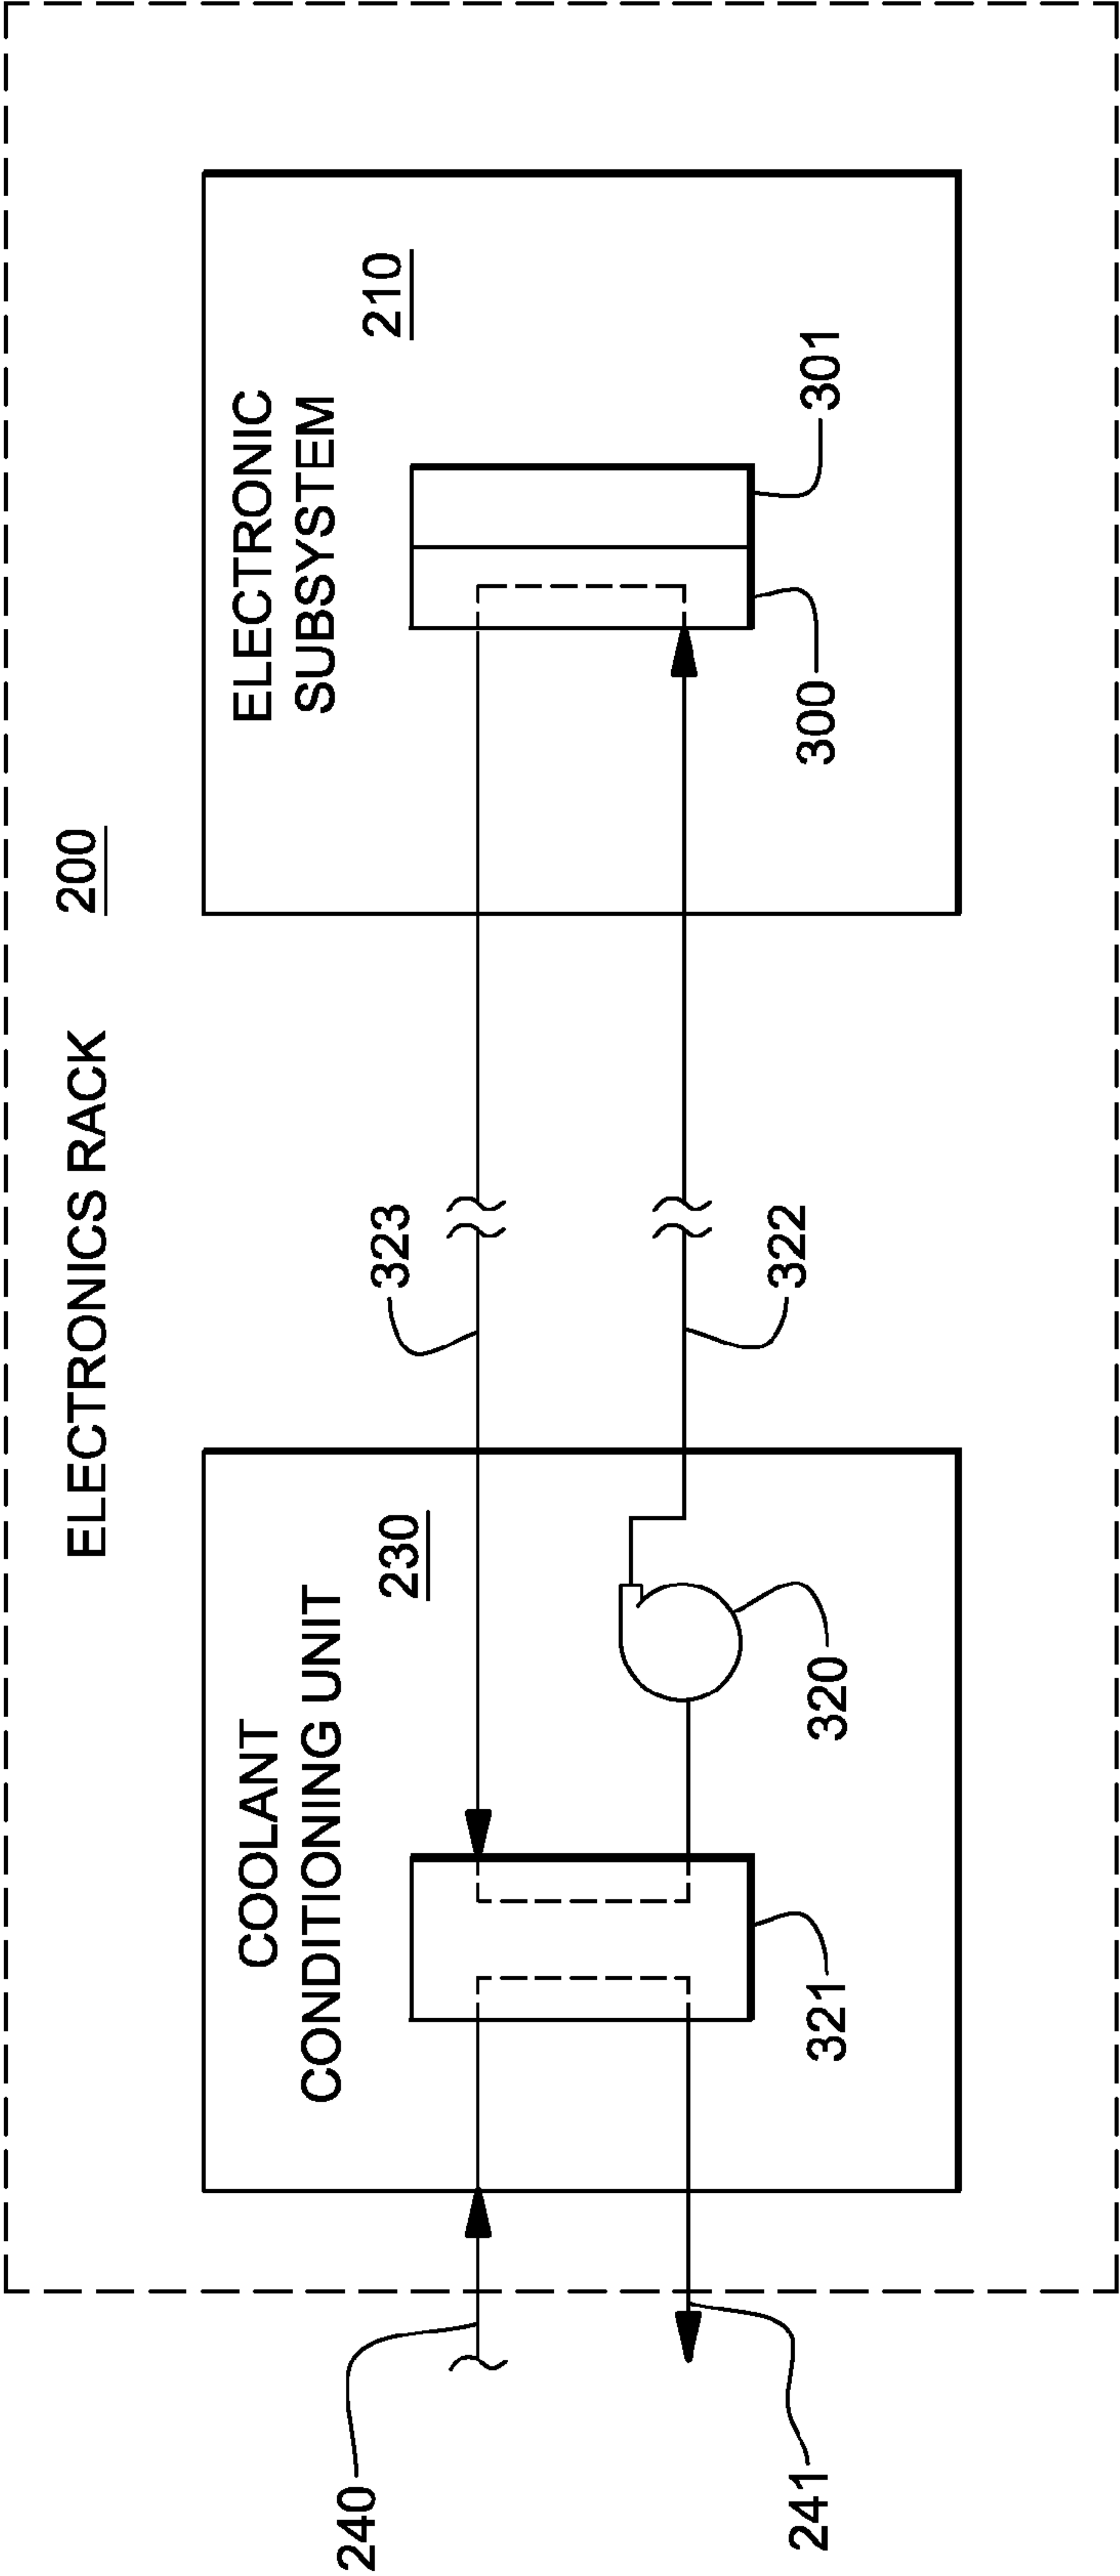 ELECTRONICS RACK 200
COOLANT
CONDITIONING UNIT
230
ELECTRONIC
SUBSYSTEM
210
323
322
240
241
321
320
300
301